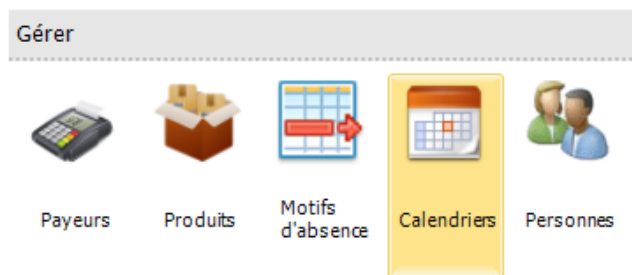 Gérer
Payeurs
Produits
Motifs
d'absence
Calendriers
Personnes